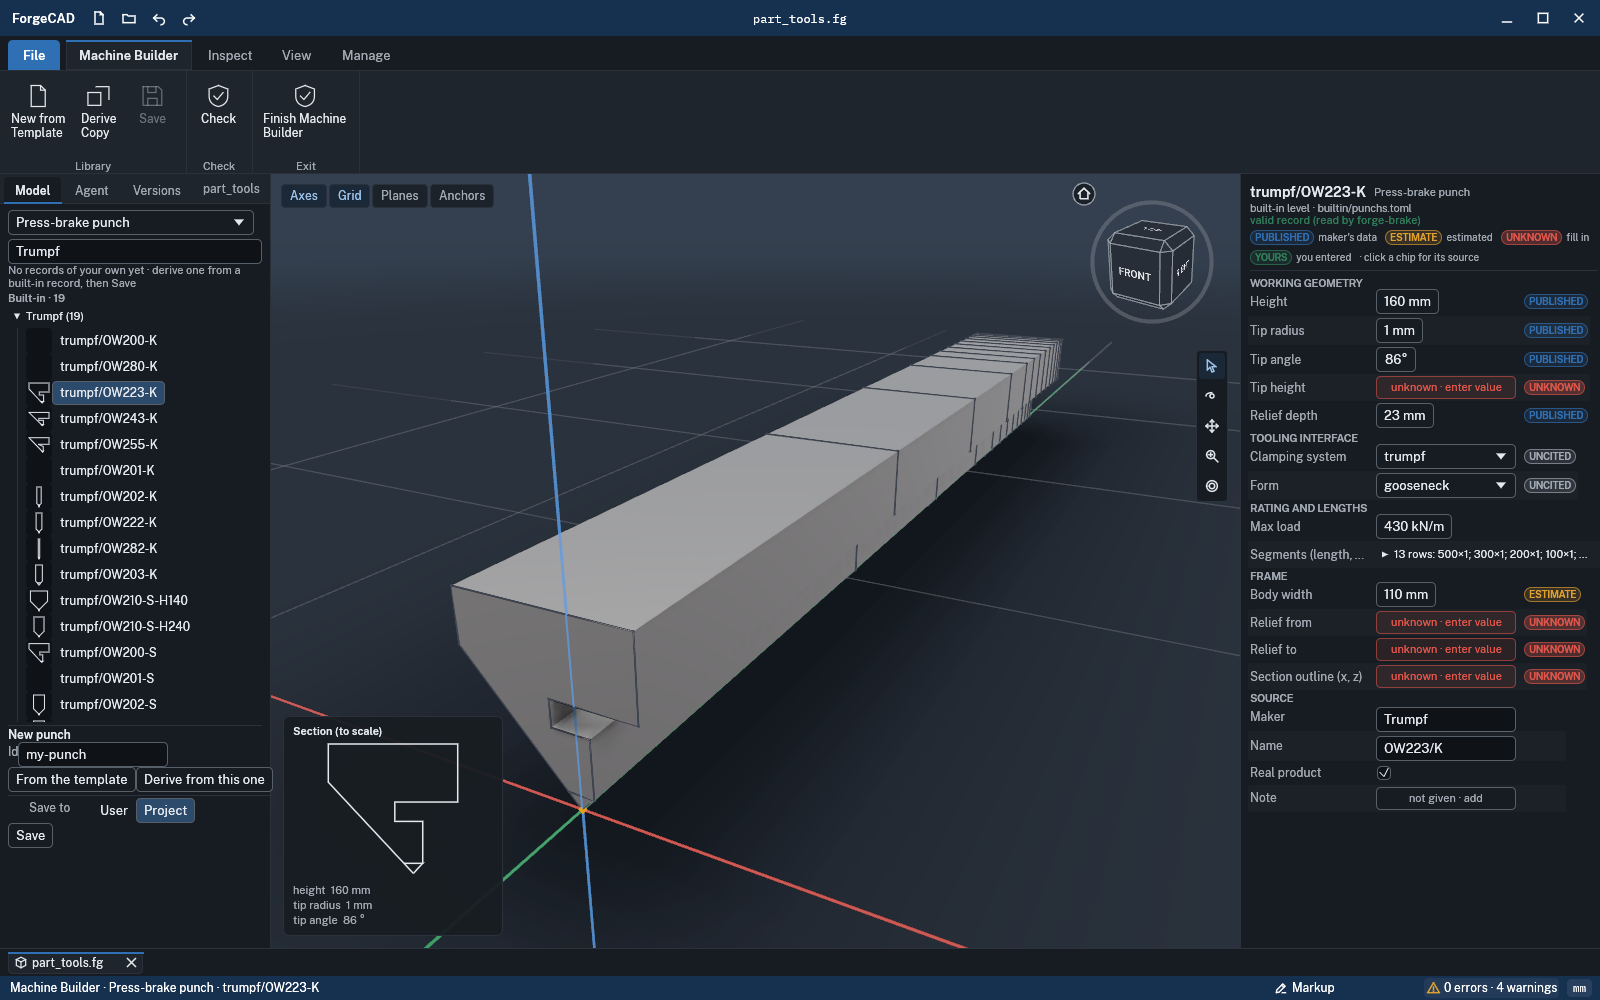 ForgeCAD
part_tools.fg
File
Machine Builder
Inspect
View
Manage
New from
Template
Derive
Copy
Save
Check
Finish Machine
Builder
Library
Check
Exit
Model
Agent
Versions
part_tools
Press-brake punch
Trumpf
No records of your own yet · derive one from a
built-in record, then Save
Built-in · 19
Trumpf (19)
trumpf/OW200-K
trumpf/OW280-K
trumpf/OW223-K
trumpf/OW243-K
trumpf/OW255-K
trumpf/OW201-K
trumpf/OW202-K
trumpf/OW222-K
trumpf/OW282-K
trumpf/OW203-K
trumpf/OW210-S-H140
trumpf/OW210-S-H240
trumpf/OW200-S
trumpf/OW201-S
trumpf/OW202-S
New punch
Id
my-punch
From the template
Derive from this one
Save to
User
Project
Save
Axes
Grid
Planes
Anchors
FRONT
Section (to scale)
height 160 mm
tip radius 1 mm
tip angle 86 °
trumpf/OW223-K Press-brake punch
built-in level · builtin/punchs.toml
valid record (read by forge-brake)
PUBLISHED maker's data ESTIMATE estimated UNKNOWN fill in
YOURS you entered · click a chip for its source
WORKING GEOMETRY
Height 160 mm PUBLISHED
Tip radius 1 mm PUBLISHED
Tip angle 86° PUBLISHED
Tip height unknown · enter value UNKNOWN
Relief depth 23 mm PUBLISHED
TOOLING INTERFACE
Clamping system trumpf UNCITED
Form gooseneck UNCITED
RATING AND LENGTHS
Max load 430 kN/m
Segments (length, ... 13 rows: 500×1; 300×1; 200×1; 100×1; ...
FRAME
Body width 110 mm ESTIMATE
Relief from unknown · enter value UNKNOWN
Relief to unknown · enter value UNKNOWN
Section outline (x, z) unknown · enter value UNKNOWN
SOURCE
Maker Trumpf
Name OW223/K
Real product
Note not given · add
part_tools.fg
Machine Builder · Press-brake punch · trumpf/OW223-K
Markup
0 errors · 4 warnings
mm